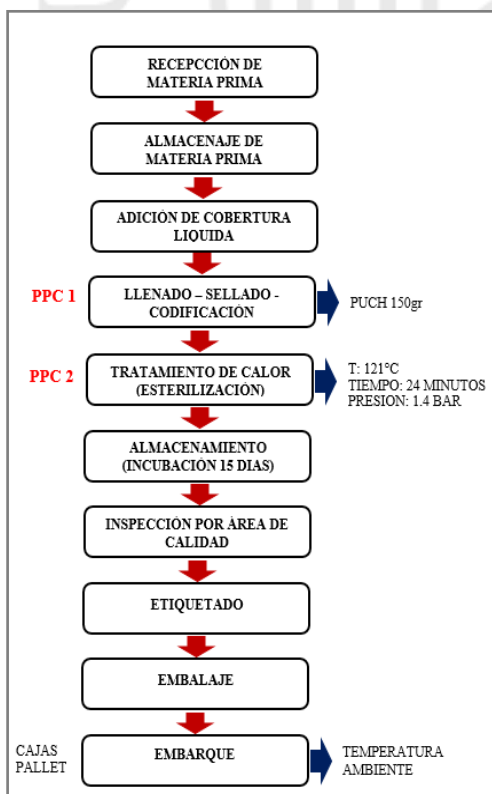 RECEPCCIÓN DE
MATERIA PRIMA
ALMACENAJE DE
MATERIA PRIMA
ADICIÓN DE COBERTURA
LIQUIDA
PPC 1
LLENADO – SELLADO -
CODIFICACIÓN
PUCH 150gr
PPC 2
TRATAMIENTO DE CALOR
(ESTERILIZACIÓN)
T: 121°C
TIEMPO: 24 MINUTOS
PRESION: 1.4 BAR
ALMACENAMIENTO
(INCUBACIÓN 15 DIAS)
INSPECCIÓN POR ÁREA DE
CALIDAD
ETIQUETADO
EMBALAJE
CAJAS
PALLET
EMBARQUE
TEMPERATURA
AMBIENTE